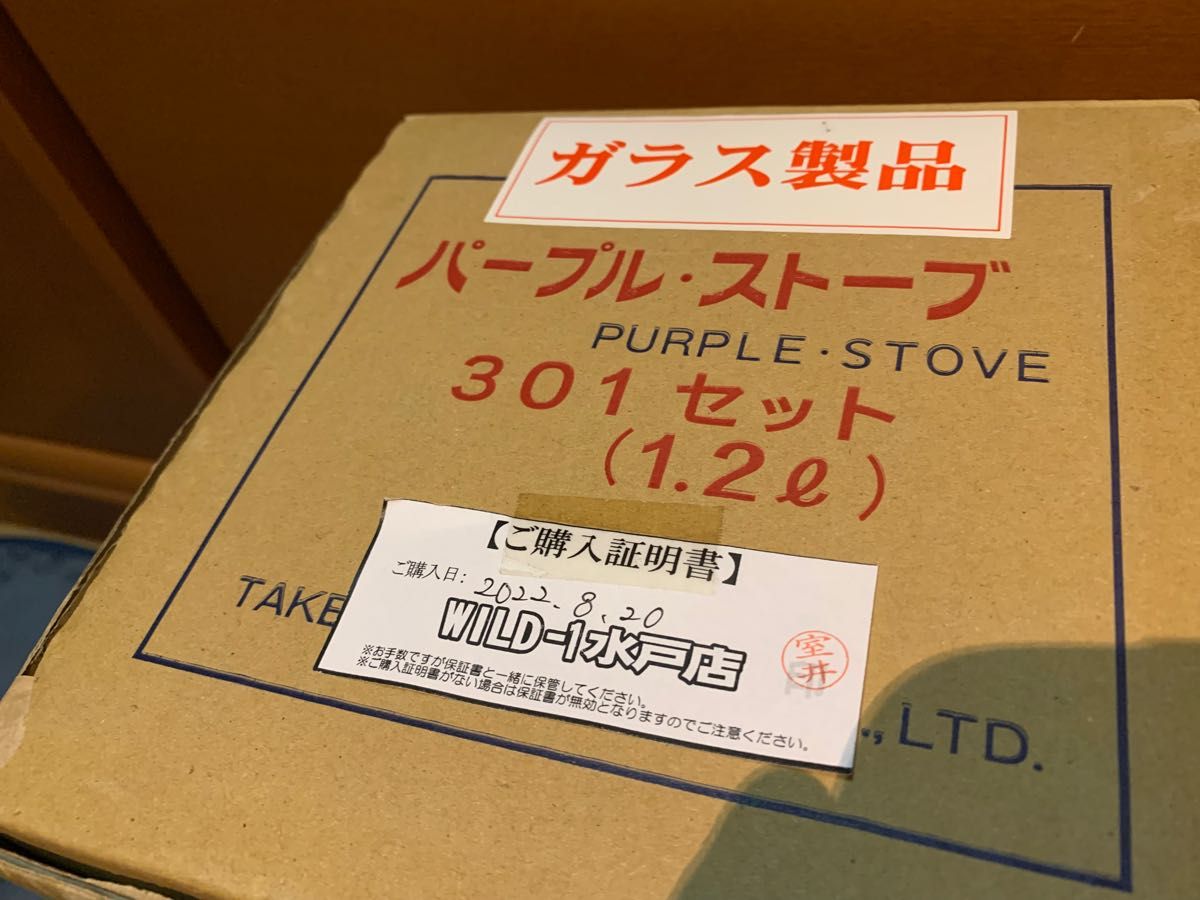 ガラス製品
パープル・ストーブ
PURPLE・STOVE
301 セット
(1.2ℓ)
【ご購入証明書】
ご購入日: 2022.8.20
WILD-1水戸店
室井
※お手数ですが保証書と一緒に保管してください。
※ご購入証明書がない場合は保証書が無効となりますのでご注意ください。
TAKE
., LTD.